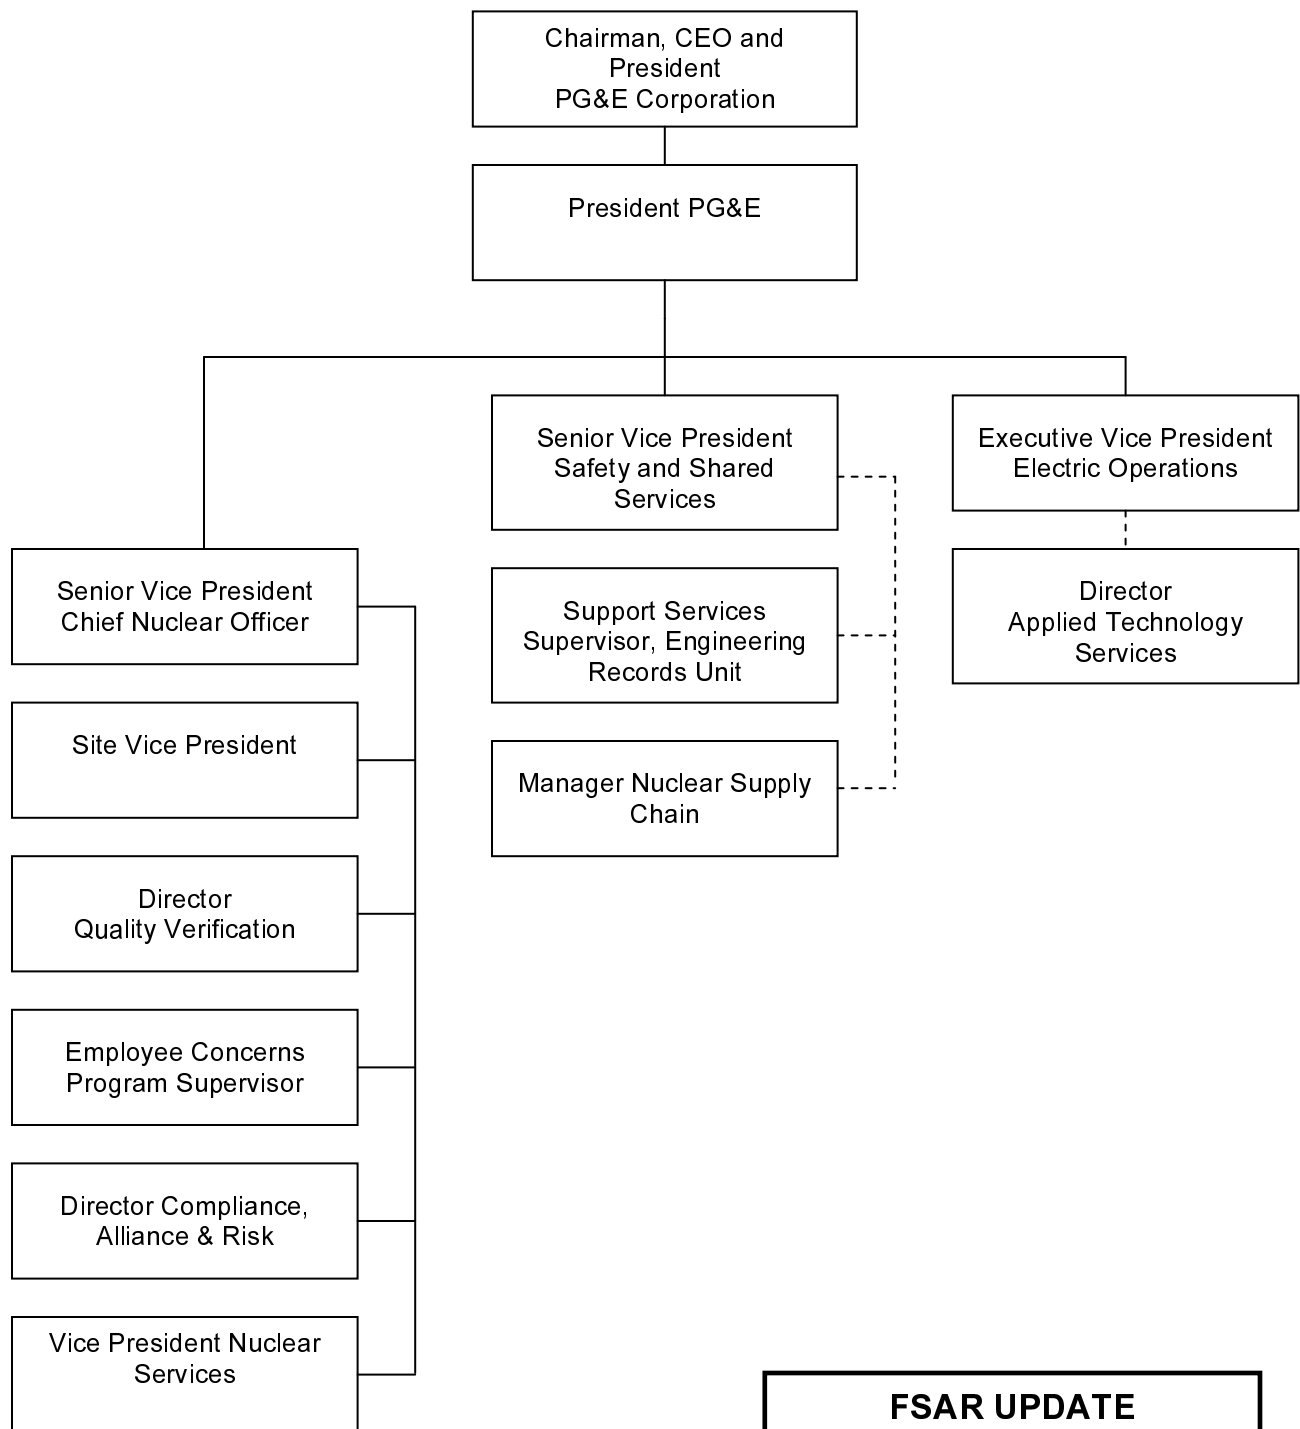 Chairman, CEO and
President
PG&E Corporation
President PG&E
Senior Vice President
Safety and Shared
Services
Executive Vice President
Electric Operations
Senior Vice President
Chief Nuclear Officer
Support Services
Supervisor, Engineering
Records Unit
Director
Applied Technology
Services
Site Vice President
Manager Nuclear Supply
Chain
Director
Quality Verification
Employee Concerns
Program Supervisor
Director Compliance,
Alliance & Risk
Vice President Nuclear
Services
FSAR UPDATE